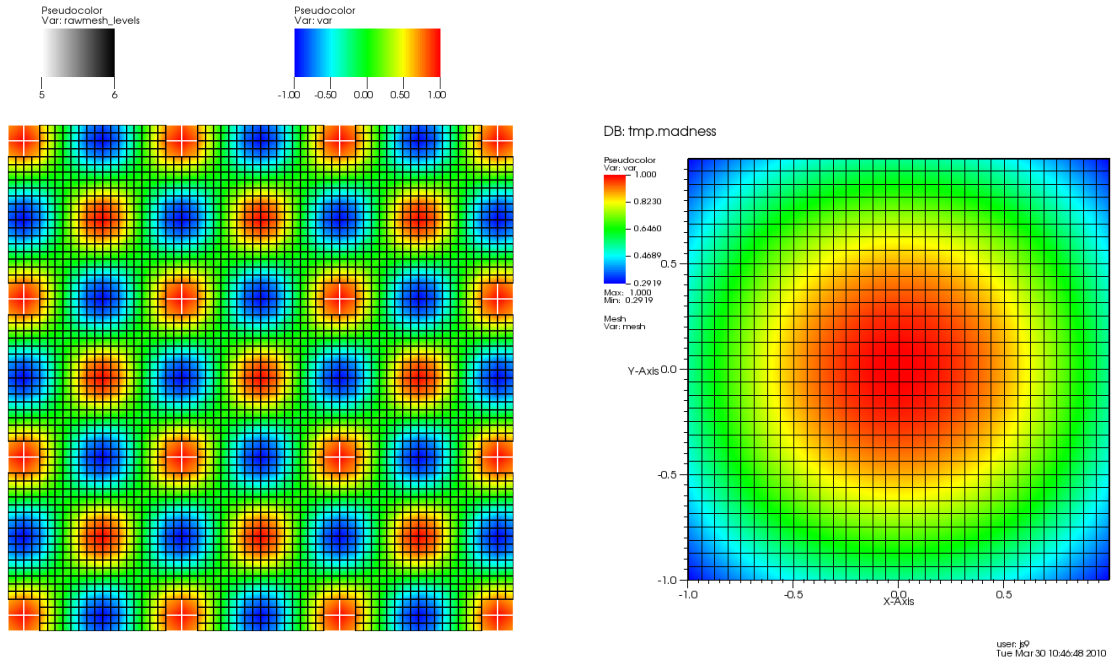 Pseudocolor
Var: rawmesh_levels
5 6
Pseudocolor
Var: var
-1.00 -0.50 0.00 0.50 1.00
DB: tmp.madness
Pseudocolor
Var: var
1.000
0.8230
0.6460
0.4689
0.2919
Max: 1.000
Min: 0.2919
Mesh
Var: mesh
0.5
Y-Axis 0.0
-0.5
-1.0
-1.0 -0.5 0.0 0.5
X-Axis
user: js9
Tue Mar 30 10:46:48 2010